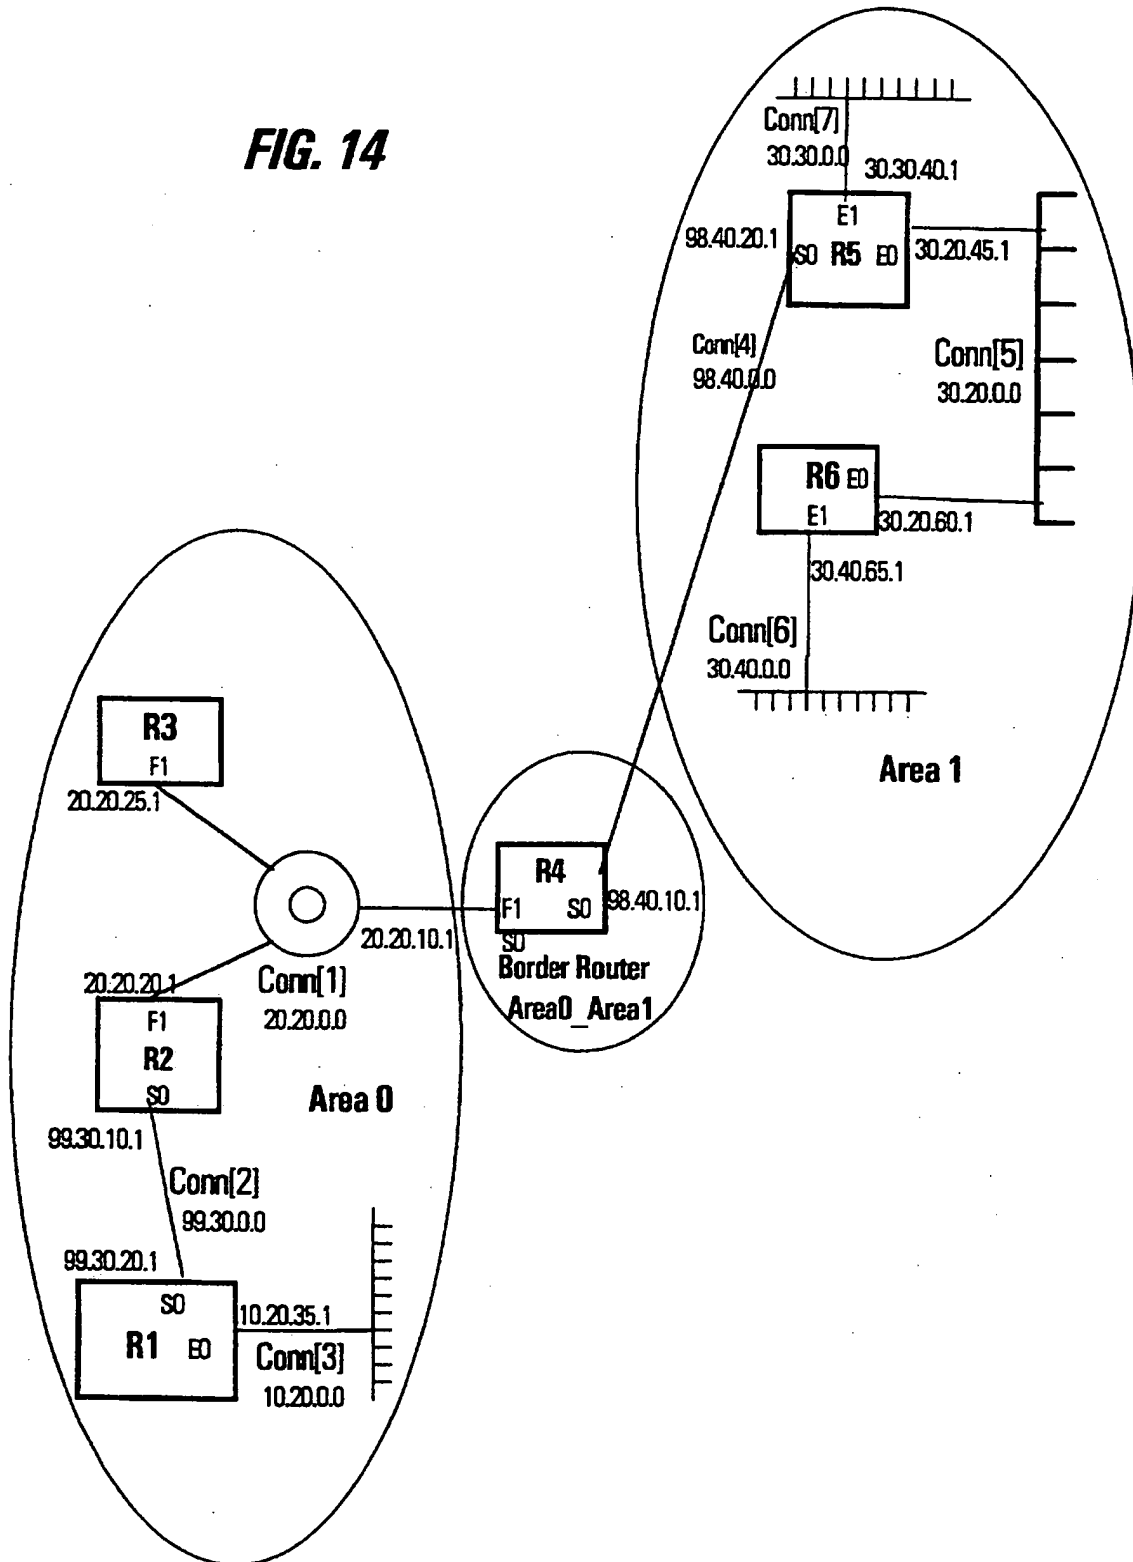 FIG. 14
Conn[7]
30.30.0.0
30.30.40.1
E1
98.40.20.1
S0 R5 E0
30.20.45.1
Conn[4]
98.40.0.0
Conn[5]
30.20.0.0
R6 E0
E1
30.20.60.1
30.40.65.1
Conn[6]
30.40.0.0
Area 1
R3
F1
20.20.25.1
R4
F1 S0
98.40.10.1
S0
20.20.10.1
Border Router
Area0_Area1
Conn[1]
20.20.0.0
20.20.20.1
F1
R2
S0
Area 0
99.30.10.1
Conn[2]
99.30.0.0
99.30.20.1
S0
R1 E0
10.20.35.1
Conn[3]
10.20.0.0